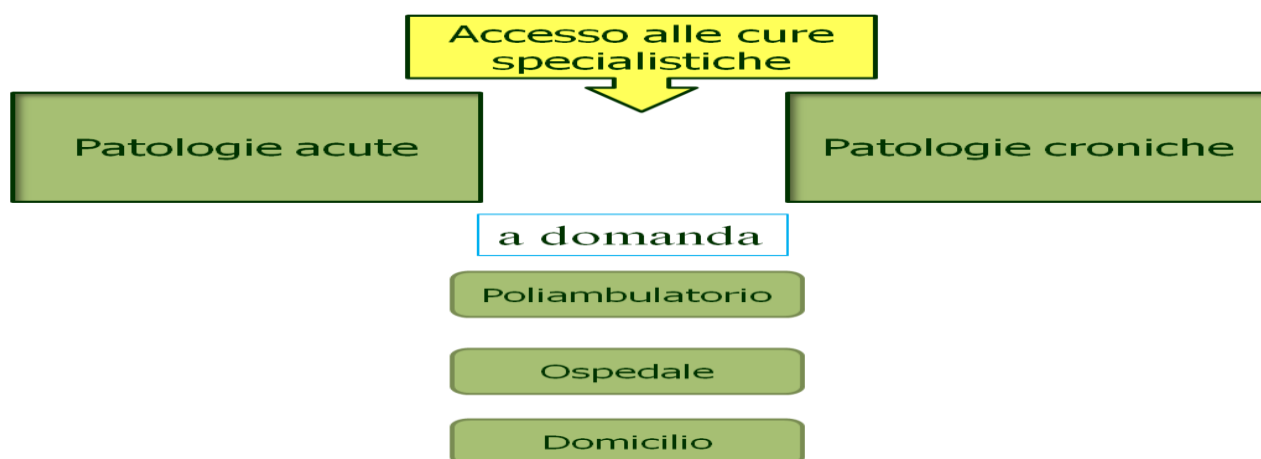 Accesso alle cure
specialistiche
Patologie acute
Patologie croniche
a domanda
Poliambulatorio
Ospedale
Domicilio